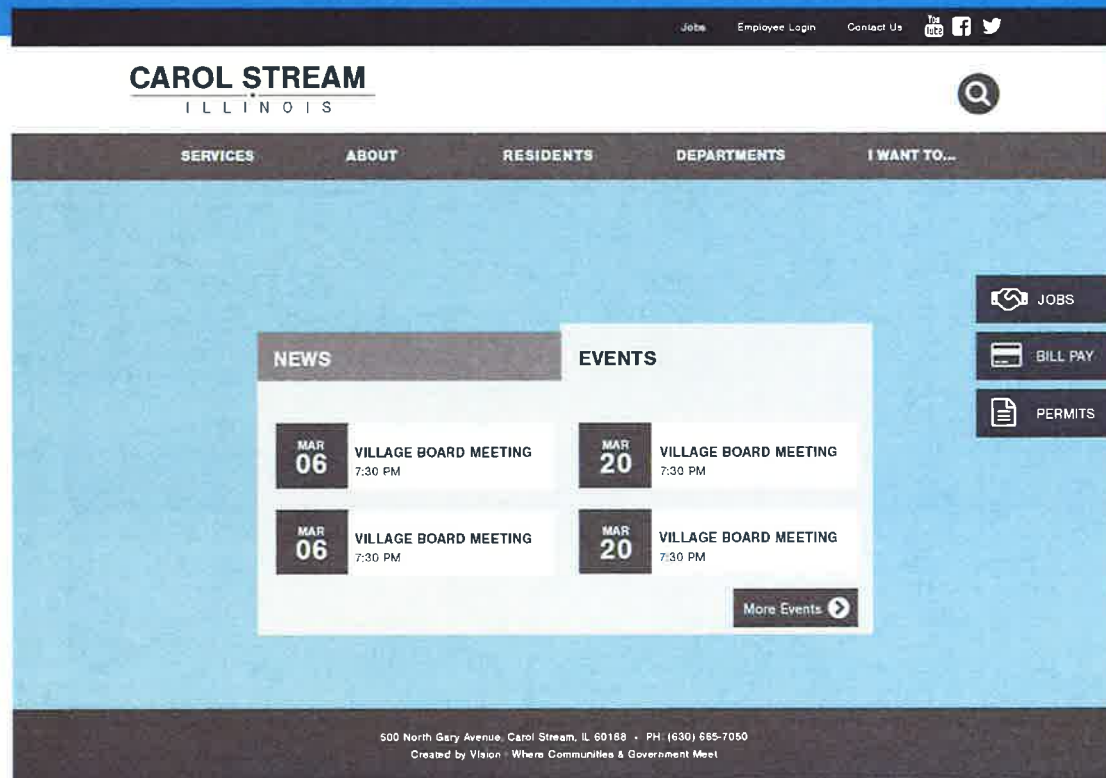 Jobs Employee Login Contact Us You Tube
CAROL STREAM
ILLINOIS
SERVICES ABOUT RESIDENTS DEPARTMENTS I WANT TO...
JOBS
BILL PAY
PERMITS
NEWS EVENTS
MAR 06 VILLAGE BOARD MEETING
7:30 PM
MAR 20 VILLAGE BOARD MEETING
7:30 PM
MAR 06 VILLAGE BOARD MEETING
7:30 PM
MAR 20 VILLAGE BOARD MEETING
7:30 PM
More Events
500 North Gary Avenue, Carol Stream, IL 60188 • PH: (630) 665-7050
Created by Vision - Where Communities & Government Meet